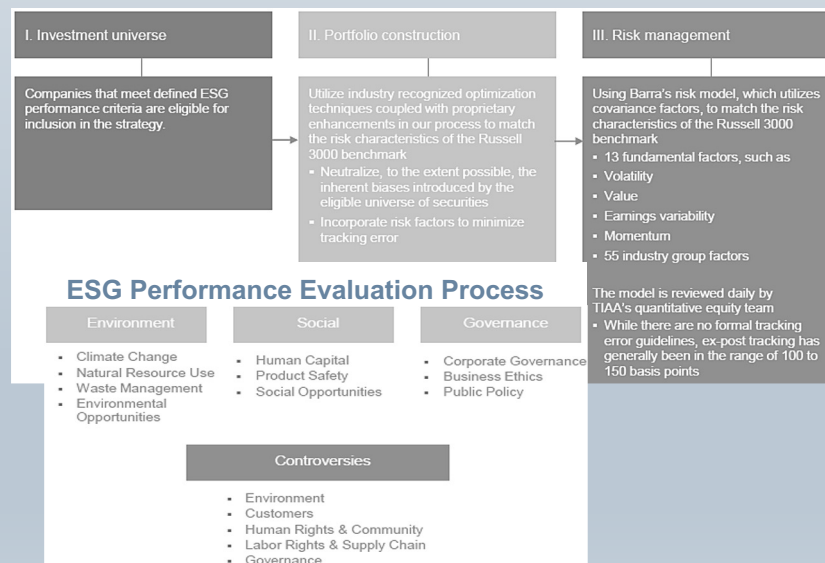 I. Investment universe
Companies that meet defined ESG
performance criteria are eligible for
inclusion in the strategy.
II. Portfolio construction
Utilize industry recognized optimization
techniques coupled with proprietary
enhancements in our process to match
the risk characteristics of the Russell
3000 benchmark
▪ Neutralize, to the extent possible, the
inherent biases introduced by the
eligible universe of securities
▪ Incorporate risk factors to minimize
tracking error
III. Risk management
Using Barra's risk model, which utilizes
covariance factors, to match the risk
characteristics of the Russell 3000
benchmark
▪ 13 fundamental factors, such as
▪ Volatility
▪ Value
▪ Earnings variability
▪ Momentum
▪ 55 industry group factors
The model is reviewed daily by
TIAA's quantitative equity team
▪ While there are no formal tracking
error guidelines, ex-post tracking has
generally been in the range of 100 to
150 basis points
ESG Performance Evaluation Process
Environment
▪ Climate Change
▪ Natural Resource Use
▪ Waste Management
▪ Environmental
Opportunities
Social
▪ Human Capital
▪ Product Safety
▪ Social Opportunities
Governance
▪ Corporate Governance
▪ Business Ethics
▪ Public Policy
Controversies
▪ Environment
▪ Customers
▪ Human Rights & Community
▪ Labor Rights & Supply Chain
▪ Governance